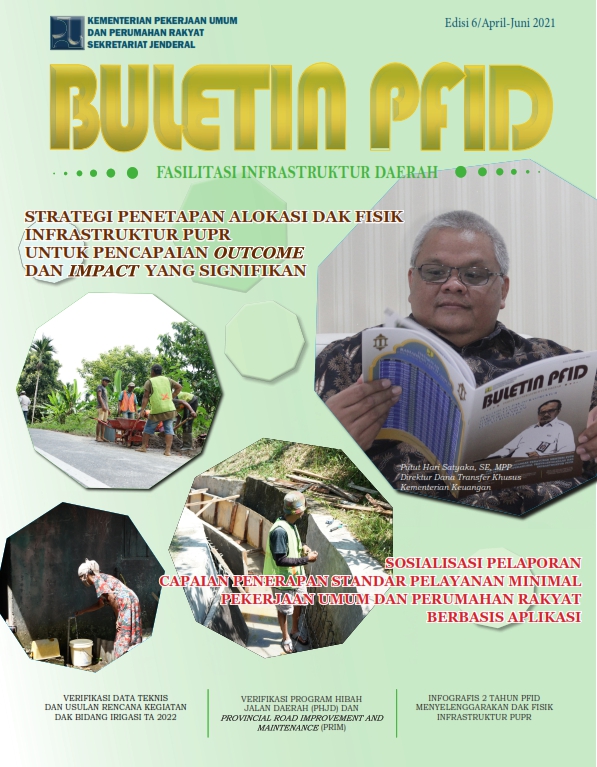 KEMENTERIAN PEKERJAAN UMUM
DAN PERUMAHAN RAKYAT
SEKRETARIAT JENDERAL
Edisi 6/April-Juni 2021
BULETIN PFID
FASILITASI INFRASTRUKTUR DAERAH
STRATEGI PENETAPAN ALOKASI DAK FISIK
INFRASTRUKTUR PUPR
UNTUK PENCAPAIAN OUTCOME
DAN IMPACT YANG SIGNIFIKAN
BULETIN PFID
Putut Hari Satyaka, SE, MPP
Direktur Dana Transfer Khusus
Kementerian Keuangan
SOSIALISASI PELAPORAN
CAPAIAN PENERAPAN STANDAR PELAYANAN MINIMAL
PEKERJAAN UMUM DAN PERUMAHAN RAKYAT
BERBASIS APLIKASI
VERIFIKASI DATA TEKNIS
DAN USULAN RENCANA KEGIATAN
DAK BIDANG IRIGASI TA 2022
VERIFIKASI PROGRAM HIBAH
JALAN DAERAH (PHJD) DAN
PROVINCIAL ROAD IMPROVEMENT AND
MAINTENANCE (PRIM)
INFOGRAFIS 2 TAHUN PFID
MENYELENGGARAKAN DAK FISIK
INFRASTRUKTUR PUPR